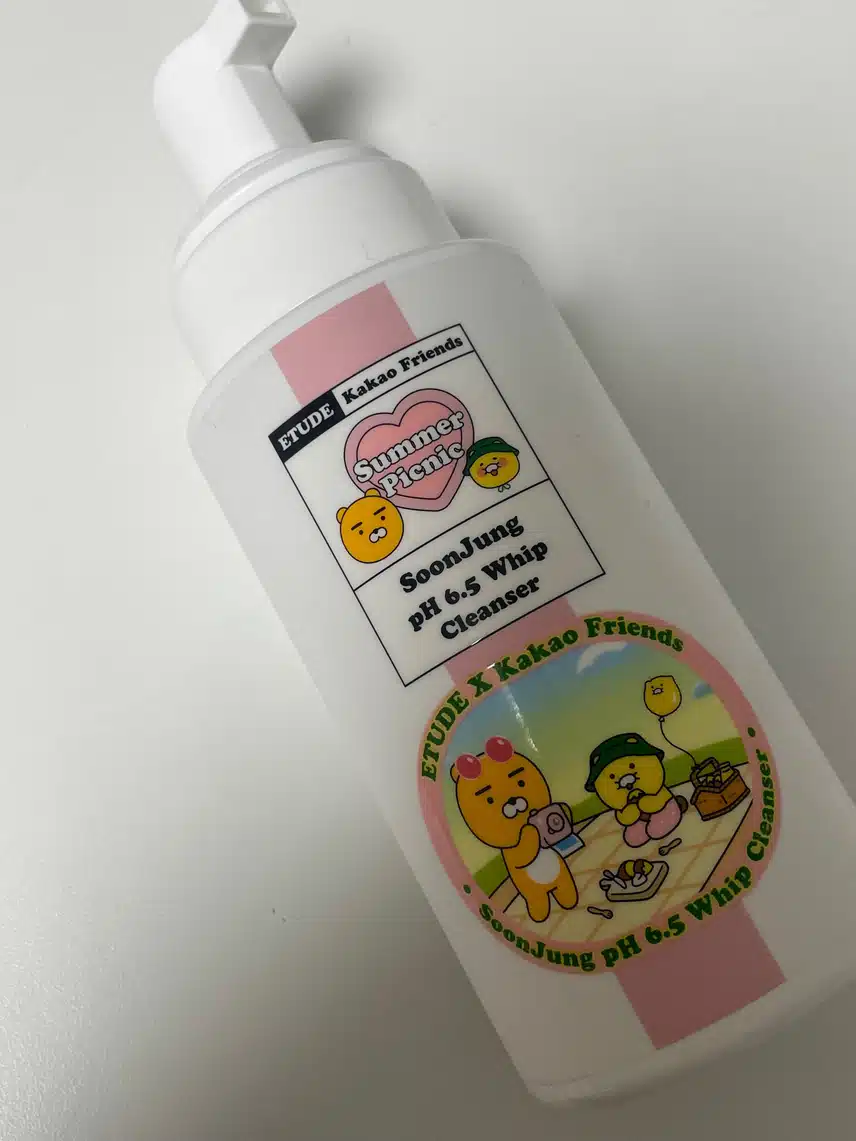 ETUDE Kakao Friends
Summer
Picnic
SoonJung
pH 6.5 Whip
Cleanser
ETUDE X Kakao Friends
• SoonJung pH 6.5 Whip Cleanser •